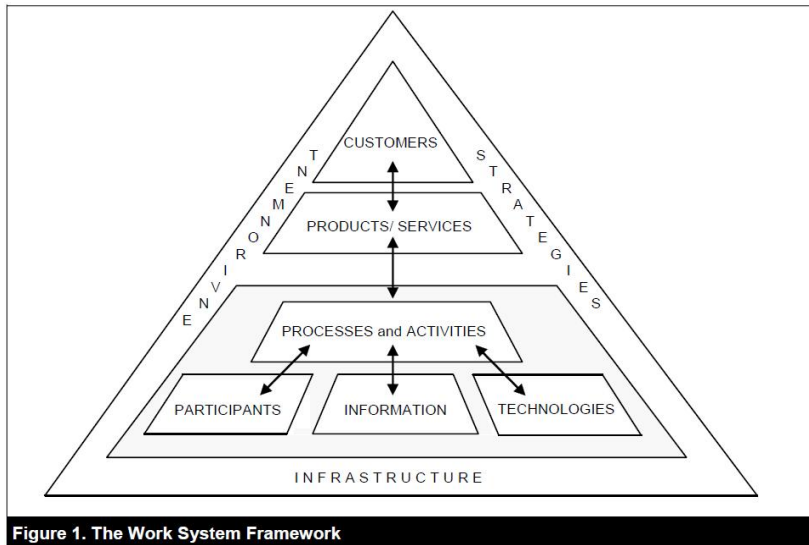 CUSTOMERS
ENVIRONMENT
STRATEGIES
PRODUCTS/ SERVICES
PROCESSES and ACTIVITIES
PARTICIPANTS
INFORMATION
TECHNOLOGIES
INFRASTRUCTURE
Figure 1. The Work System Framework